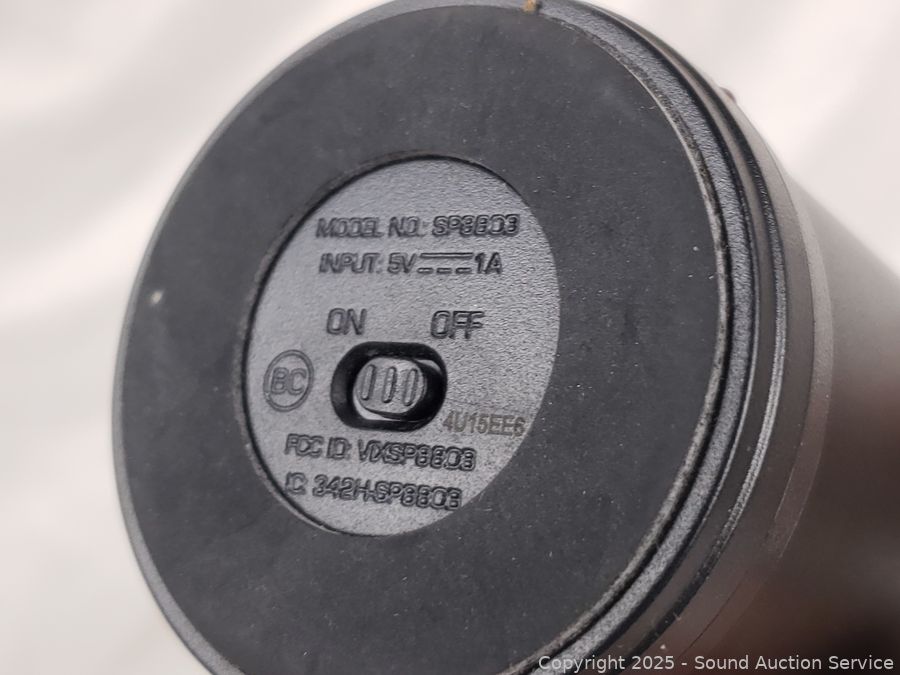 MODEL NO.: SP8803
INPUT: 5V 1A
ON OFF
BC
4U15EE6
FCC ID: VIXSP8803
IC: 342H-SP8803
Copyright © 2025 - Sound Auction Service